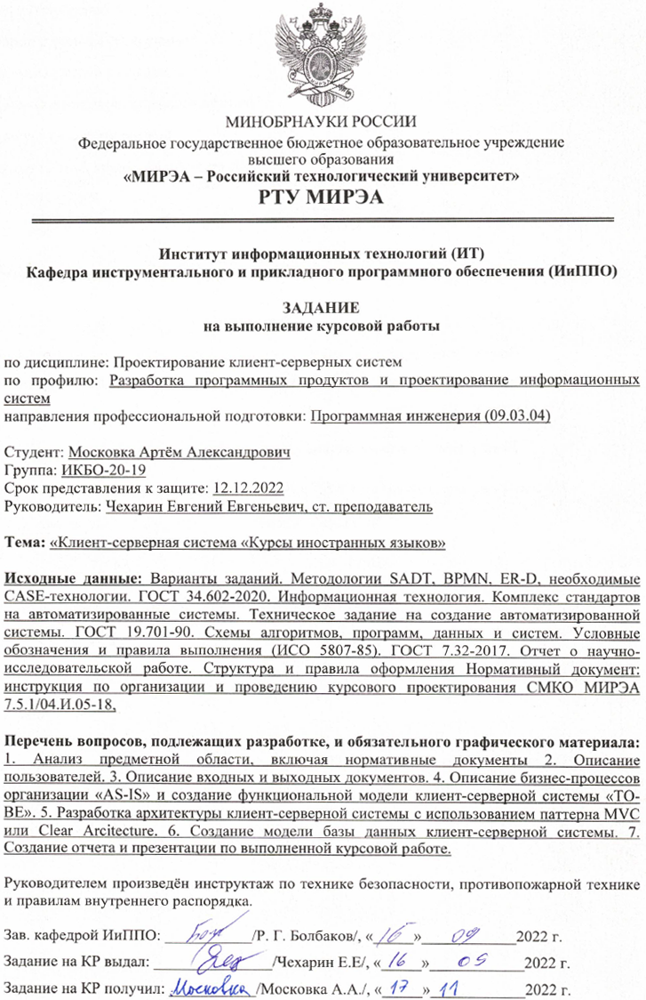 МИНОБРНАУКИ РОССИИ
Федеральное государственное бюджетное образовательное учреждение
высшего образования
«МИРЭА – Российский технологический университет»
РТУ МИРЭА
Институт информационных технологий (ИТ)
Кафедра инструментального и прикладного программного обеспечения (ИиППО)
ЗАДАНИЕ
на выполнение курсовой работы
по дисциплине: Проектирование клиент-серверных систем
по профилю: Разработка программных продуктов и проектирование информационных
систем
направления профессиональной подготовки: Программная инженерия (09.03.04)
Студент: Московка Артём Александрович
Группа: ИКБО-20-19
Срок представления к защите: 12.12.2022
Руководитель: Чехарин Евгений Евгеньевич, ст. преподаватель
Тема: «Клиент-серверная система «Курсы иностранных языков»
Исходные данные: Варианты заданий. Методологии SADT, BPMN, ER-D, необходимые
CASE-технологии. ГОСТ 34.602-2020. Информационная технология. Комплекс стандартов
на автоматизированные системы. Техническое задание на создание автоматизированной
системы. ГОСТ 19.701-90. Схемы алгоритмов, программ, данных и систем. Условные
обозначения и правила выполнения (ИСО 5807-85). ГОСТ 7.32-2017. Отчет о научно-
исследовательской работе. Структура и правила оформления Нормативный документ:
инструкция по организации и проведению курсового проектирования СМКО МИРЭА
7.5.1/04.И.05-18,
Перечень вопросов, подлежащих разработке, и обязательного графического материала:
1. Анализ предметной области, включая нормативные документы 2. Описание
пользователей. 3. Описание входных и выходных документов. 4. Описание бизнес-процессов
организации «AS-IS» и создание функциональной модели клиент-серверной системы «TO-
BE». 5. Разработка архитектуры клиент-серверной системы с использованием паттерна MVC
или Clear Arcitecture. 6. Создание модели базы данных клиент-серверной системы. 7.
Создание отчета и презентации по выполненной курсовой работе.
Руководителем произведён инструктаж по технике безопасности, противопожарной технике
и правилам внутреннего распорядка.
Зав. кафедрой ИиППО: /Р. Г. Болбаков/, «16» 09 2022 г.
Задание на КР выдал: /Чехарин Е.Е/, «16» 09 2022 г.
Задание на КР получил: Московка /Московка А.А./, «17» 11 2022 г.